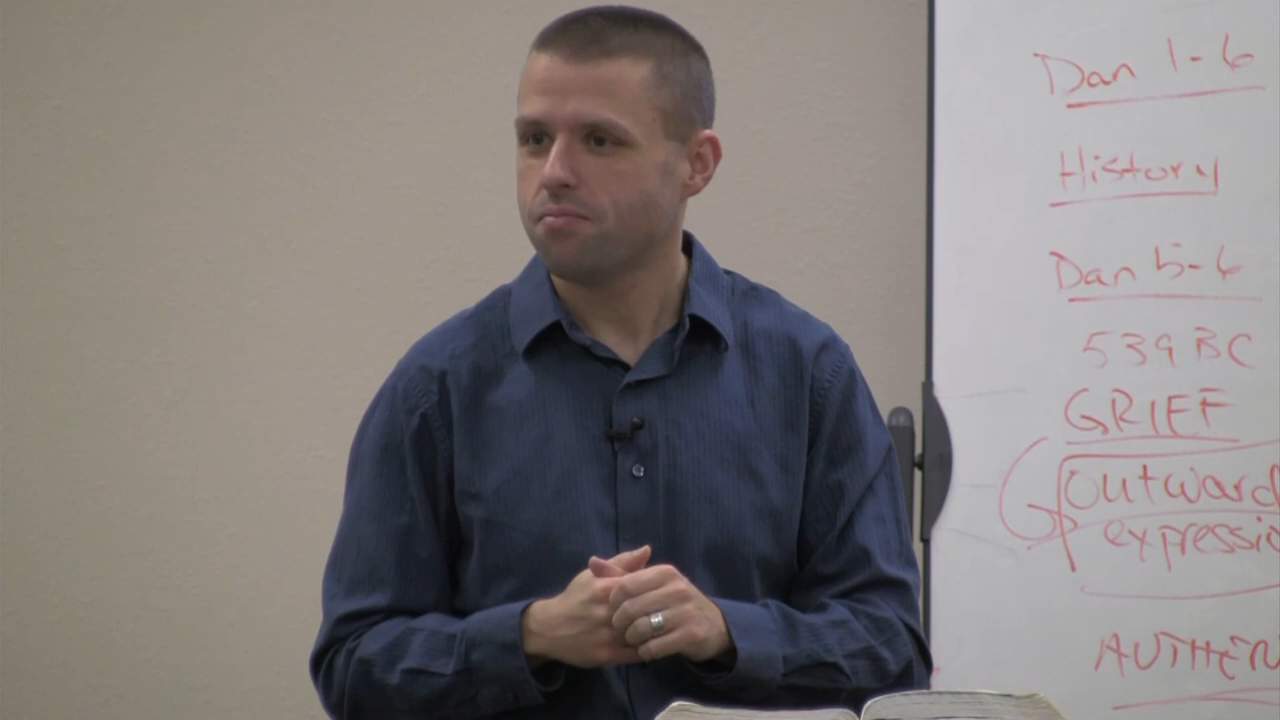 Dan 1-6
History
Dan 5-6
539 BC
GRIEF
outward
expressio
AUTHEN